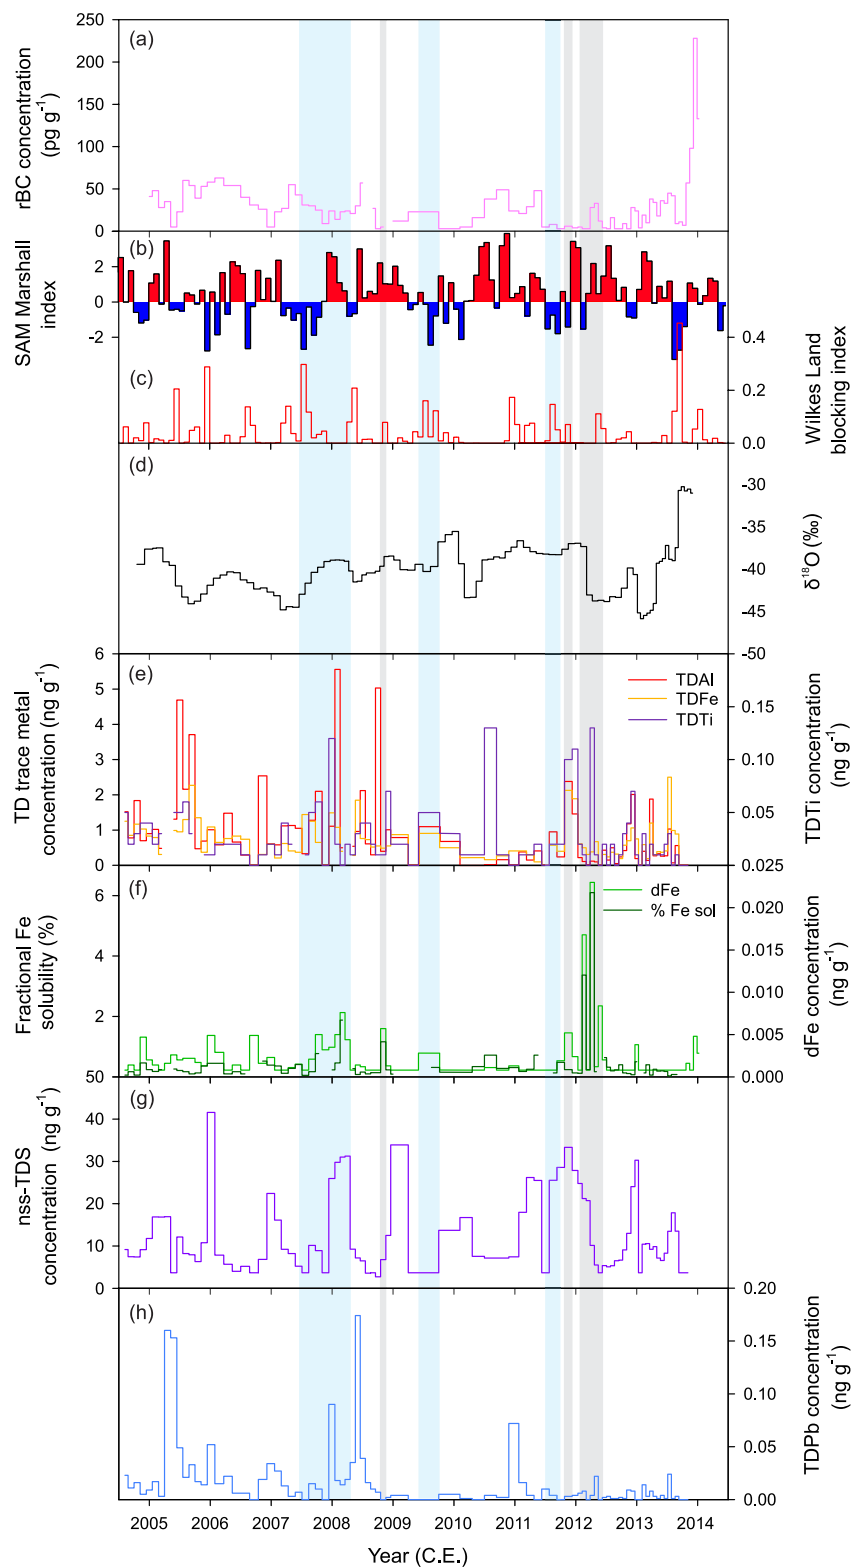 250
200
150
100
50
0
rBC concentration
(pg g⁻¹)
(a)
(b)
2
0
-2
SAM Marshall
index
(c)
0.4
0.2
0.0
Wilkes Land
blocking index
(d)
-30
-35
-40
-45
-50
δ¹⁸O (‰)
(e)
TDAl
TDFe
TDTi
6
5
4
3
2
1
0
TD trace metal
concentration (ng g⁻¹)
0.15
0.10
0.05
0.025
TDTi concentration
(ng g⁻¹)
(f)
dFe
% Fe sol
6
4
2
Fractional Fe
solubility (%)
0.020
0.015
0.010
0.005
0.000
dFe concentration
(ng g⁻¹)
(g)
50
40
30
20
10
0
nss-TDS
concentration (ng g⁻¹)
(h)
0.20
0.15
0.10
0.05
0.00
TDPb concentration
(ng g⁻¹)
2005 2006 2007 2008 2009 2010 2011 2012 2013 2014
Year (C.E.)